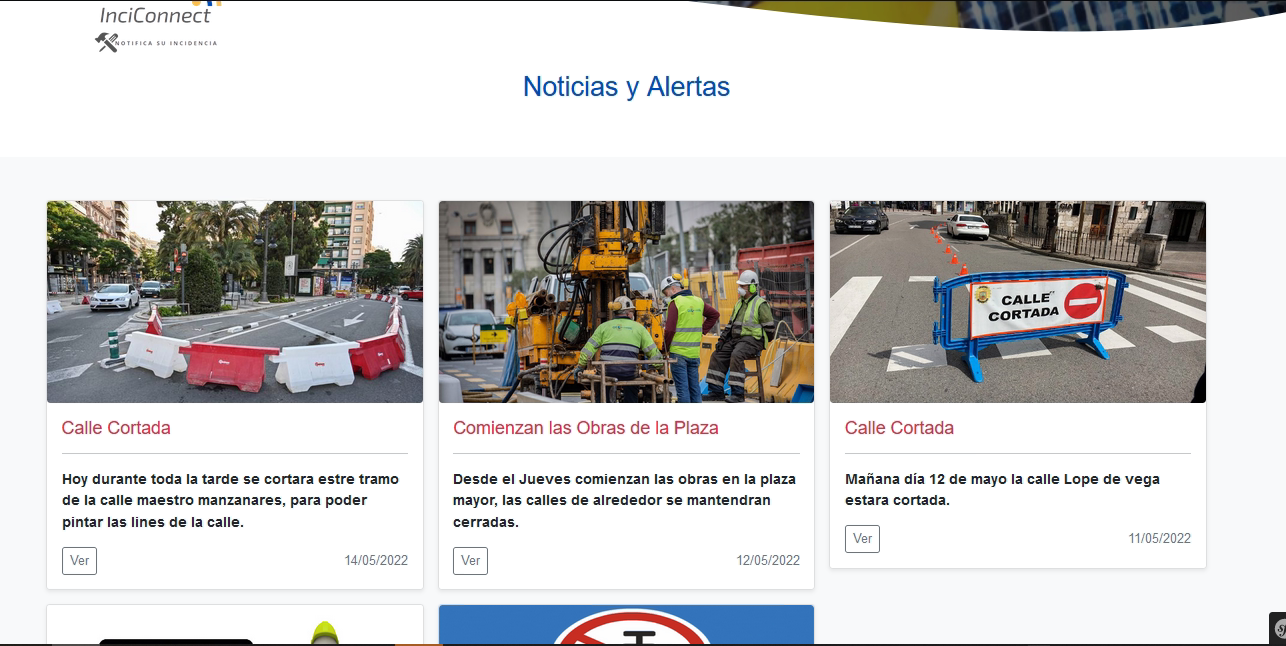 InciConnect
NOTIFICA SU INCIDENCIA
Noticias y Alertas
CALLE
CORTADA
Calle Cortada
Hoy durante toda la tarde se cortara estre tramo
de la calle maestro manzanares, para poder
pintar las lines de la calle.
Ver
14/05/2022
Comienzan las Obras de la Plaza
Desde el Jueves comienzan las obras en la plaza
mayor, las calles de alrededor se mantendran
cerradas.
Ver
12/05/2022
Calle Cortada
Mañana día 12 de mayo la calle Lope de vega
estara cortada.
Ver
11/05/2022